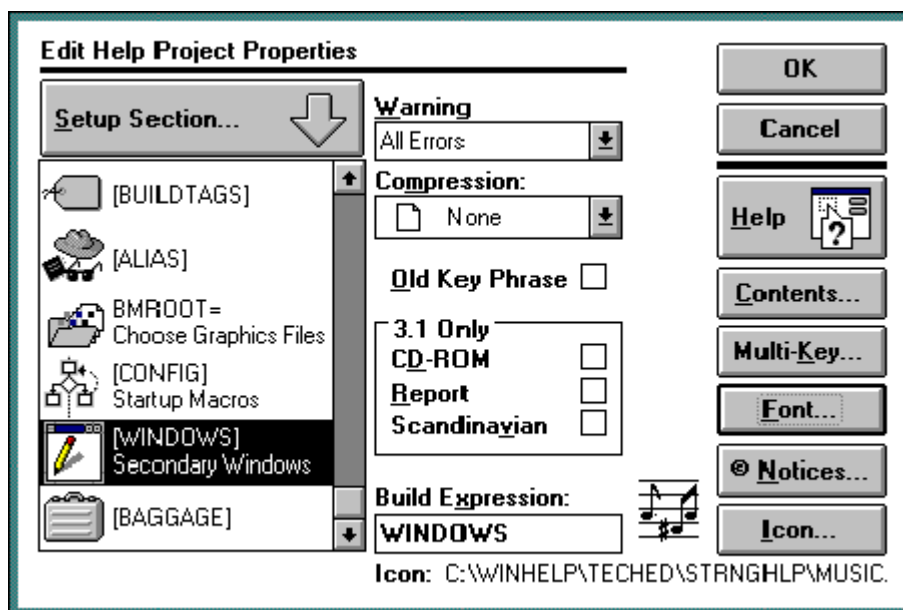 Edit Help Project Properties
Setup Section...
[BUILDTAGS]
[ALIAS]
BMROOT=
Choose Graphics Files
[CONFIG]
Startup Macros
[WINDOWS]
Secondary Windows
[BAGGAGE]
Warning
All Errors
Compression:
None
Old Key Phrase
3.1 Only
CD-ROM
Report
Scandinavian
Build Expression:
WINDOWS
Icon: C:\WINHELP\TECHED\STRNGHLP\MUSIC.
OK
Cancel
Help ?
Contents...
Multi-Key...
Font...
® Notices...
Icon...